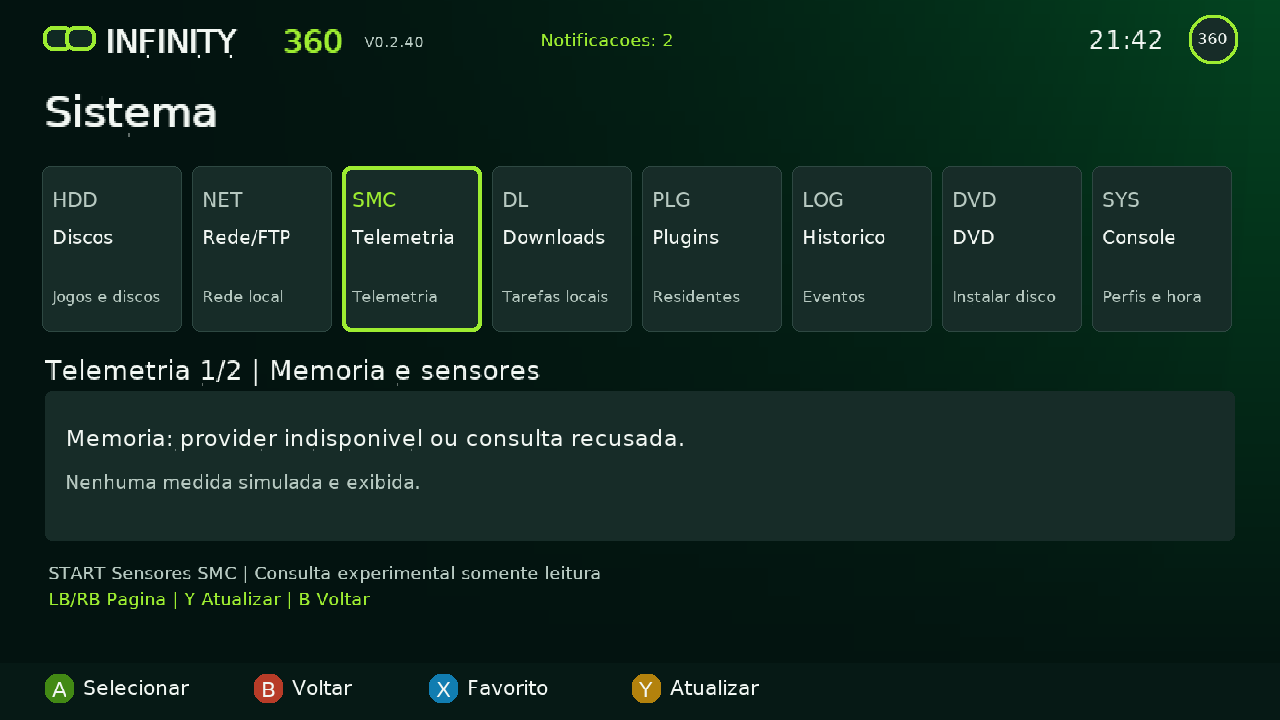 INFINITY 360 V0.2.40 Notificacoes: 2 21:42 360
Sistema
HDD NET SMC DL PLG LOG DVD SYS
Discos Rede/FTP Telemetria Downloads Plugins Historico DVD Console
Jogos e discos Rede local Telemetria Tarefas locais Residentes Eventos Instalar disco Perfis e hora
Telemetria 1/2 | Memoria e sensores
Memoria: provider indisponivel ou consulta recusada.
Nenhuma medida simulada e exibida.
START Sensores SMC | Consulta experimental somente leitura
LB/RB Pagina | Y Atualizar | B Voltar
A Selecionar B Voltar X Favorito Y Atualizar